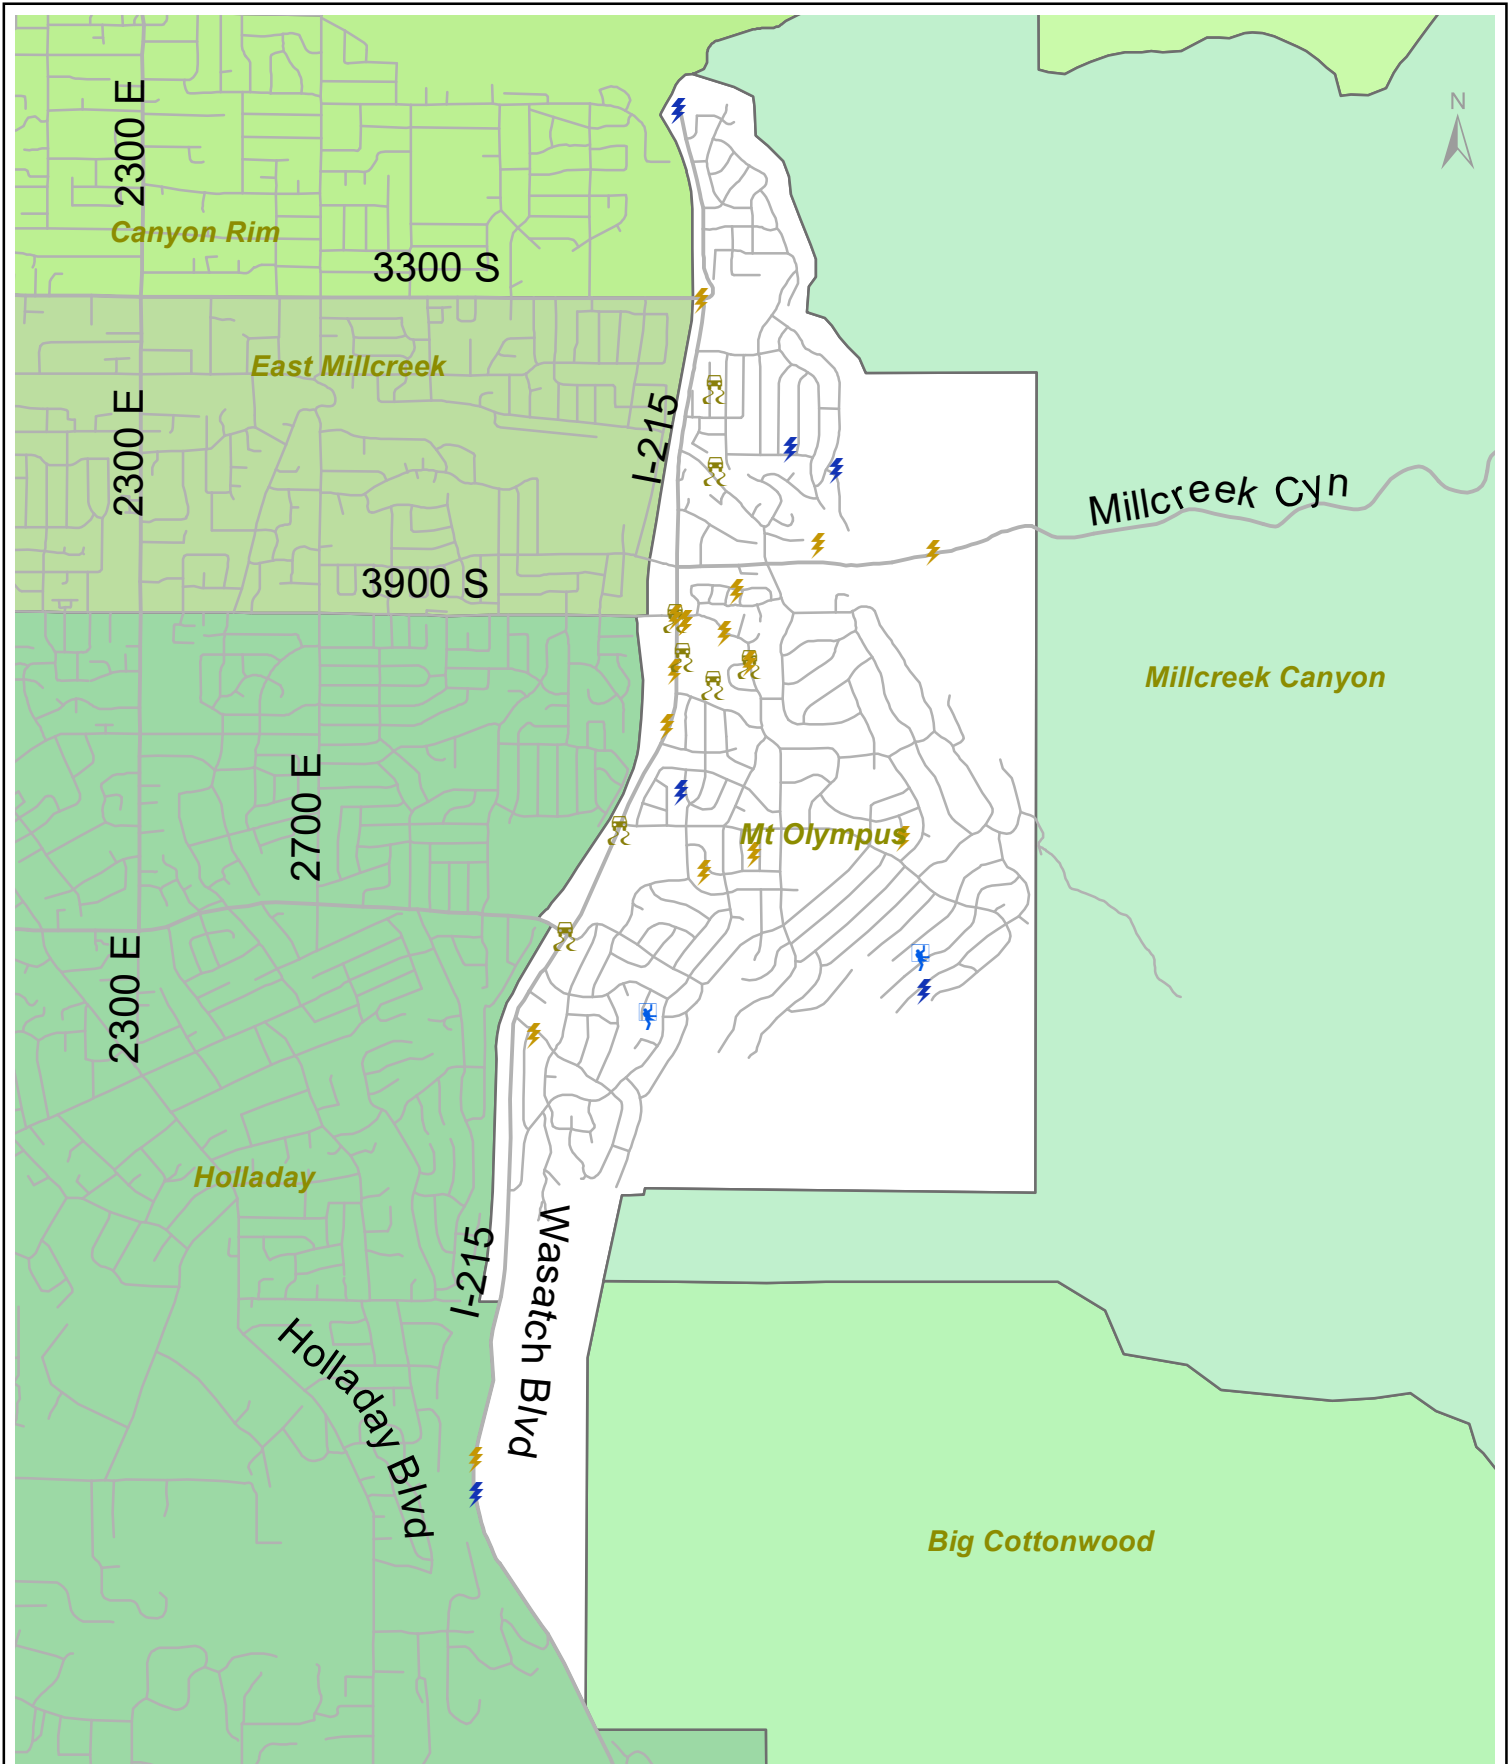 N
2300 E
Canyon Rim
3300 S
East Millcreek
2300 E
I-215
Millcreek Cyn
3900 S
Millcreek Canyon
2700 E
Mt Olympus
2300 E
Holladay
I-215
Wasatch Blvd
Holladay Blvd
Big Cottonwood